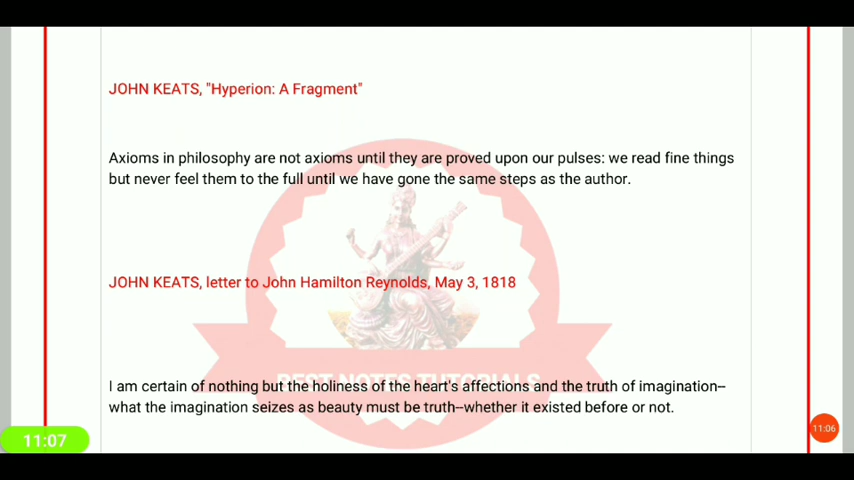 JOHN KEATS, "Hyperion: A Fragment"
Axioms in philosophy are not axioms until they are proved upon our pulses: we read fine things
but never feel them to the full until we have gone the same steps as the author.
JOHN KEATS, letter to John Hamilton Reynolds, May 3, 1818
BEST NOTES TUTORIALS
I am certain of nothing but the holiness of the heart's affections and the truth of imagination--
what the imagination seizes as beauty must be truth--whether it existed before or not.
11:06
11:07